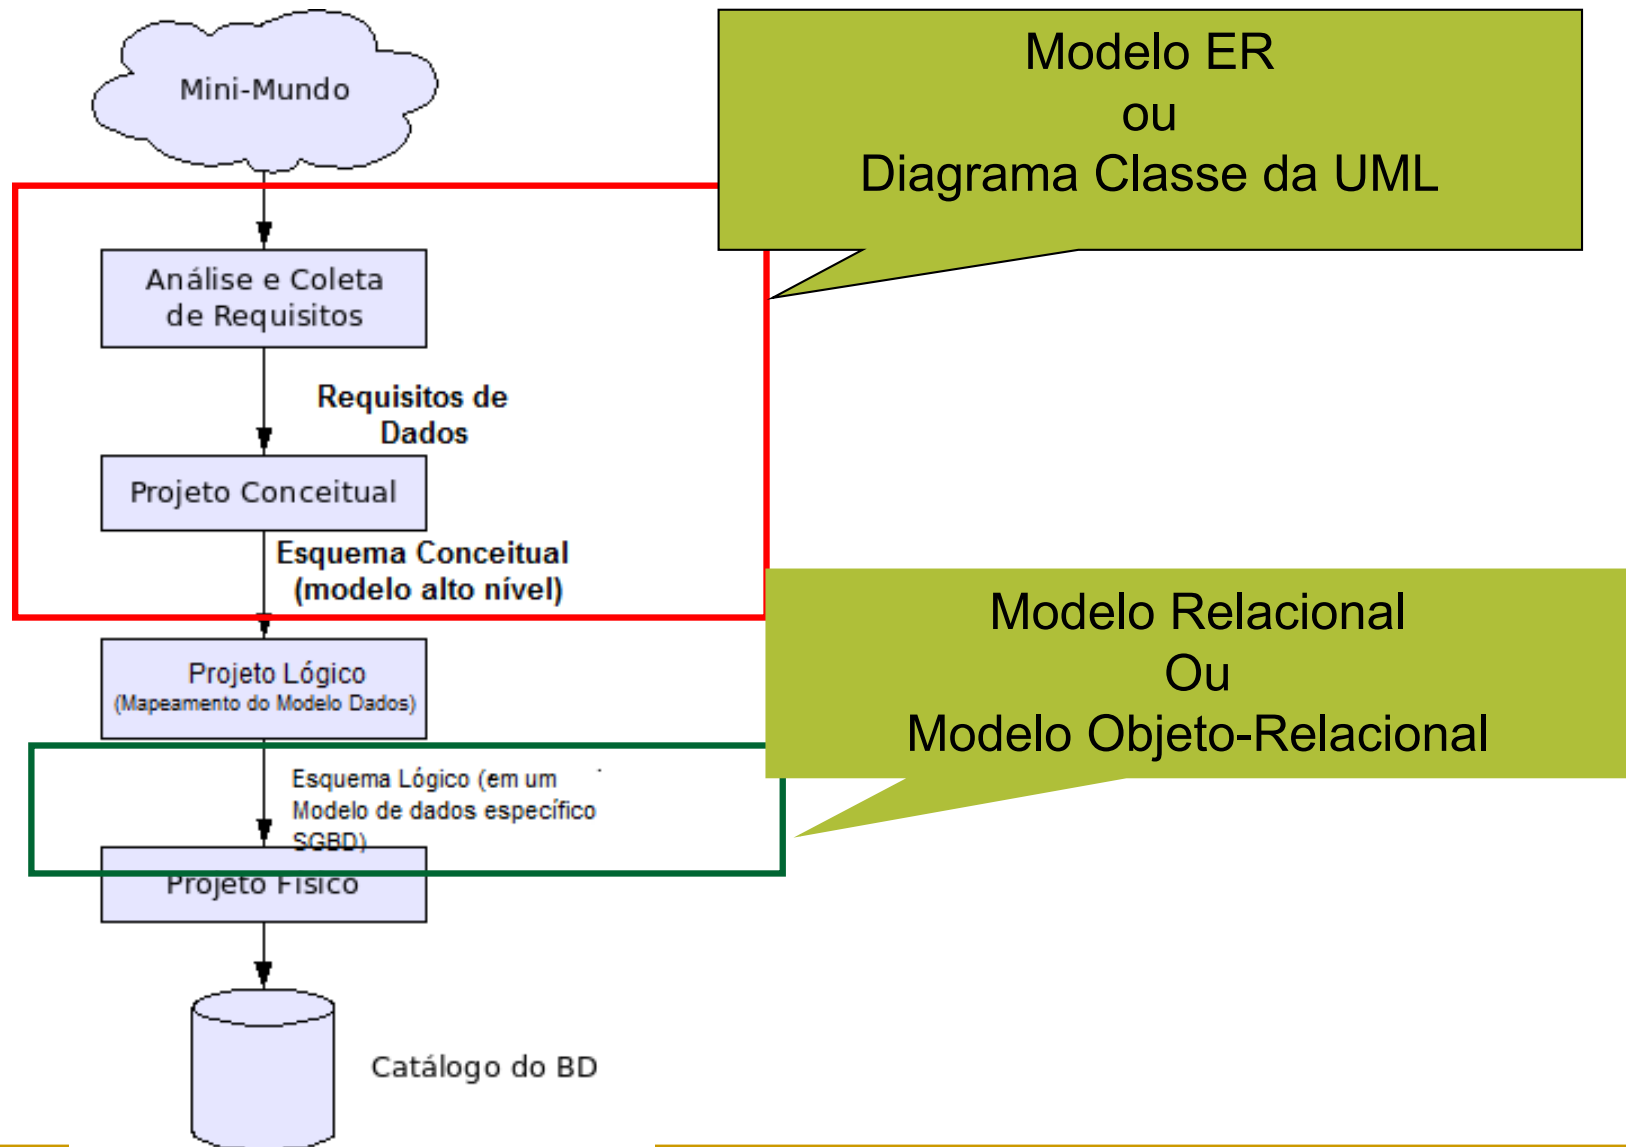 Mini-Mundo
Modelo ER
ou
Diagrama Classe da UML
Análise e Coleta
de Requisitos
Requisitos de
Dados
Projeto Conceitual
Esquema Conceitual
(modelo alto nível)
Modelo Relacional
Ou
Modelo Objeto-Relacional
Projeto Lógico
(Mapeamento do Modelo Dados)
Esquema Lógico (em um
Modelo de dados específico
SGBD)
Projeto Físico
Catálogo do BD